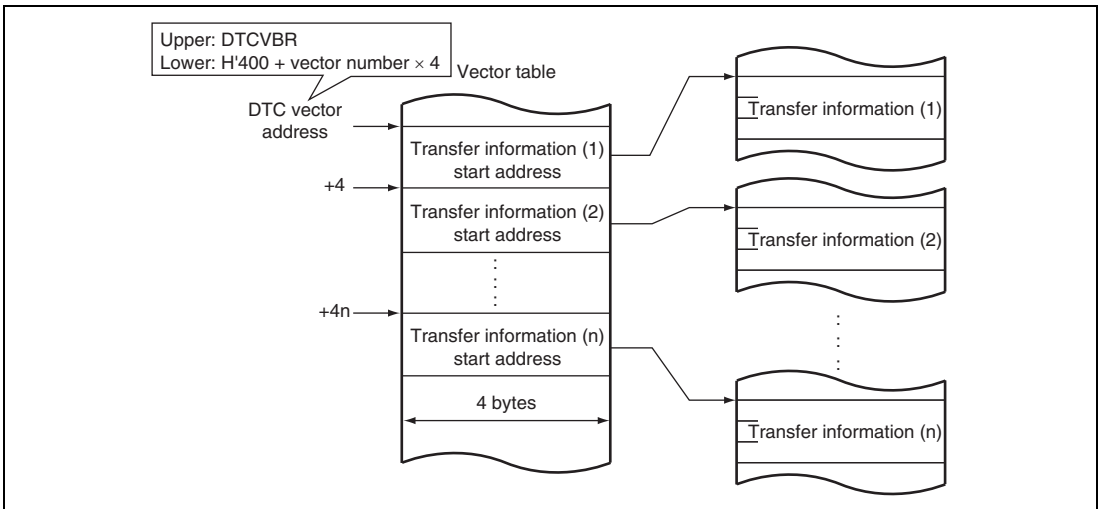 Upper: DTCVBR
Lower: H'400 + vector number × 4
Vector table
DTC vector
address
Transfer information (1)
start address
+4
Transfer information (2)
start address
+4n
Transfer information (n)
start address
4 bytes
Transfer information (1)
Transfer information (2)
Transfer information (n)